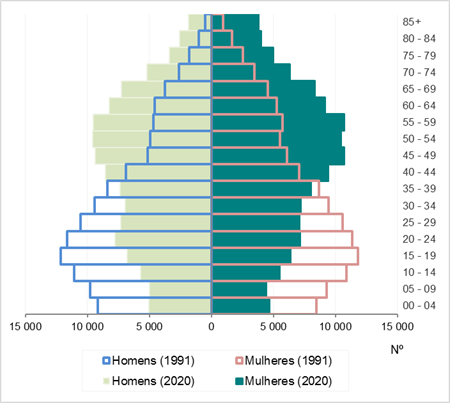 85+
80 - 84
75 - 79
70 - 74
65 - 69
60 - 64
55 - 59
50 - 54
45 - 49
40 - 44
35 - 39
30 - 34
25 - 29
20 - 24
15 - 19
10 - 14
05 - 09
00 - 04
15 000 10 000 5 000 0 5 000 10 000 15 000
Nº
Homens (1991) Mulheres (1991)
Homens (2020) Mulheres (2020)